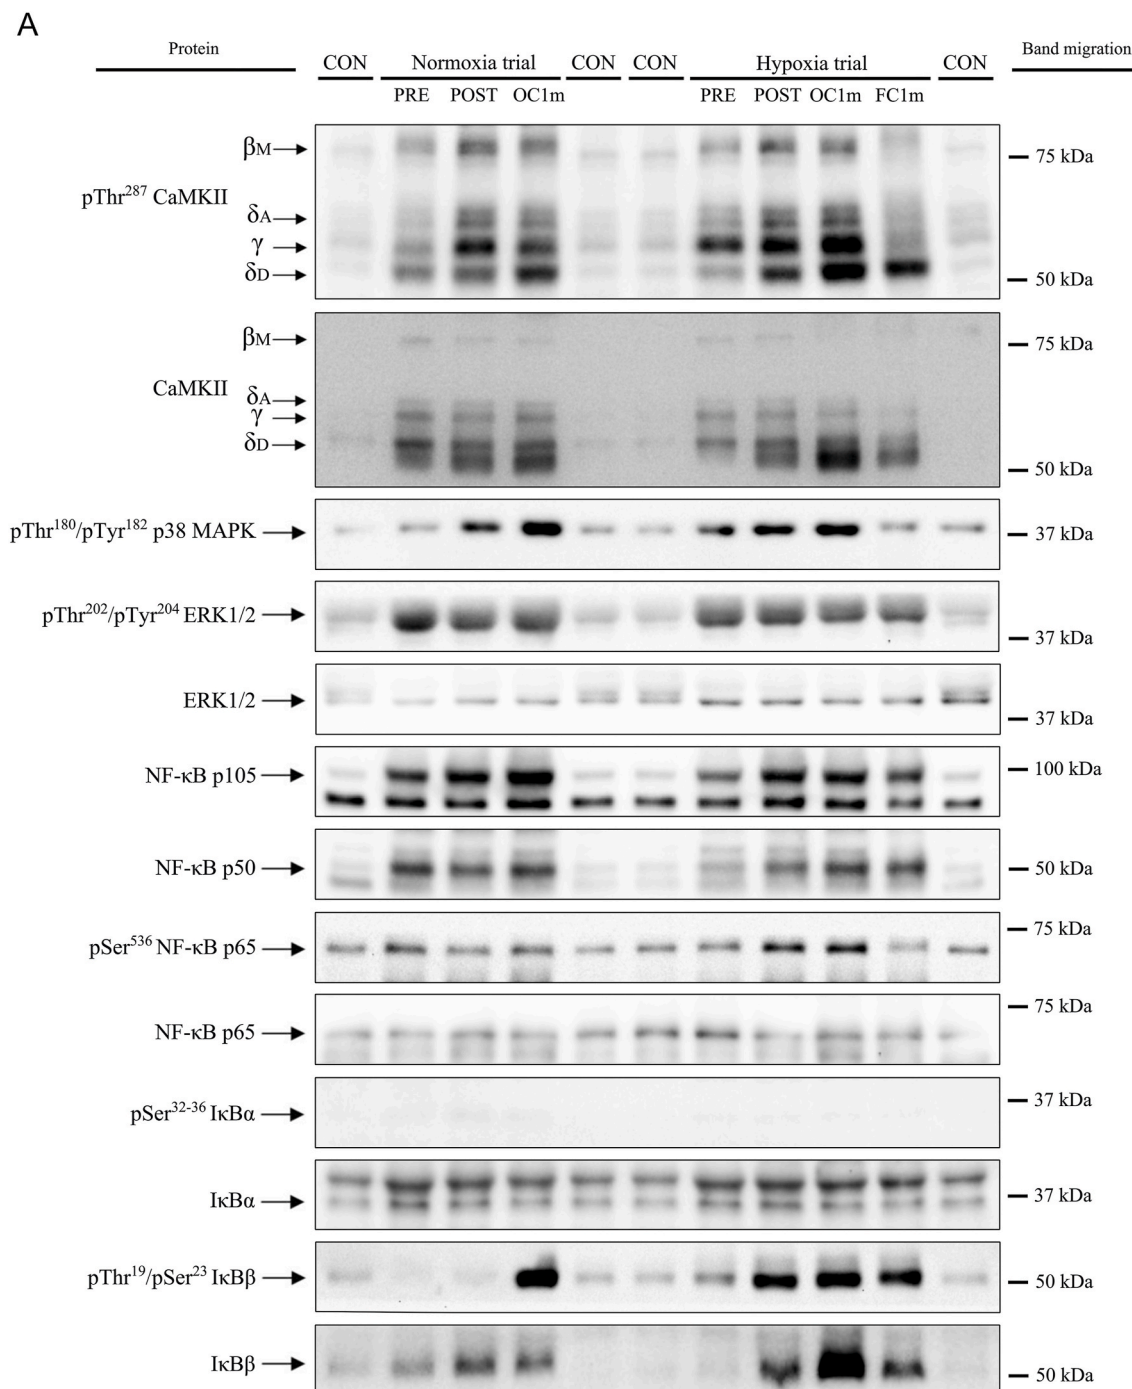 A
Protein
CON Normoxia trial CON CON Hypoxia trial CON
Band migration
PRE POST OC1m PRE POST OC1m FC1m
βM
75 kDa
pThr287 CaMKII
δA
γ
δD
50 kDa
βM
75 kDa
CaMKII
δA
γ
δD
50 kDa
pThr180/pTyr182 p38 MAPK
37 kDa
pThr202/pTyr204 ERK1/2
37 kDa
ERK1/2
37 kDa
NF-κB p105
100 kDa
NF-κB p50
50 kDa
75 kDa
pSer536 NF-κB p65
75 kDa
NF-κB p65
37 kDa
pSer32-36 IκBα
IκBα
37 kDa
pThr19/pSer23 IκBβ
50 kDa
IκBβ
50 kDa